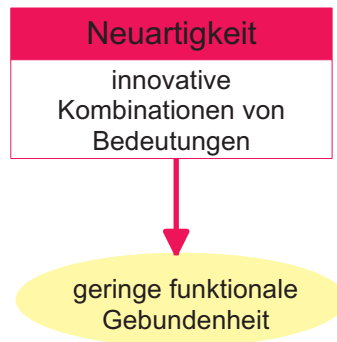 Neuartigkeit
innovative
Kombinationen von
Bedeutungen
geringe funktionale
Gebundenheit